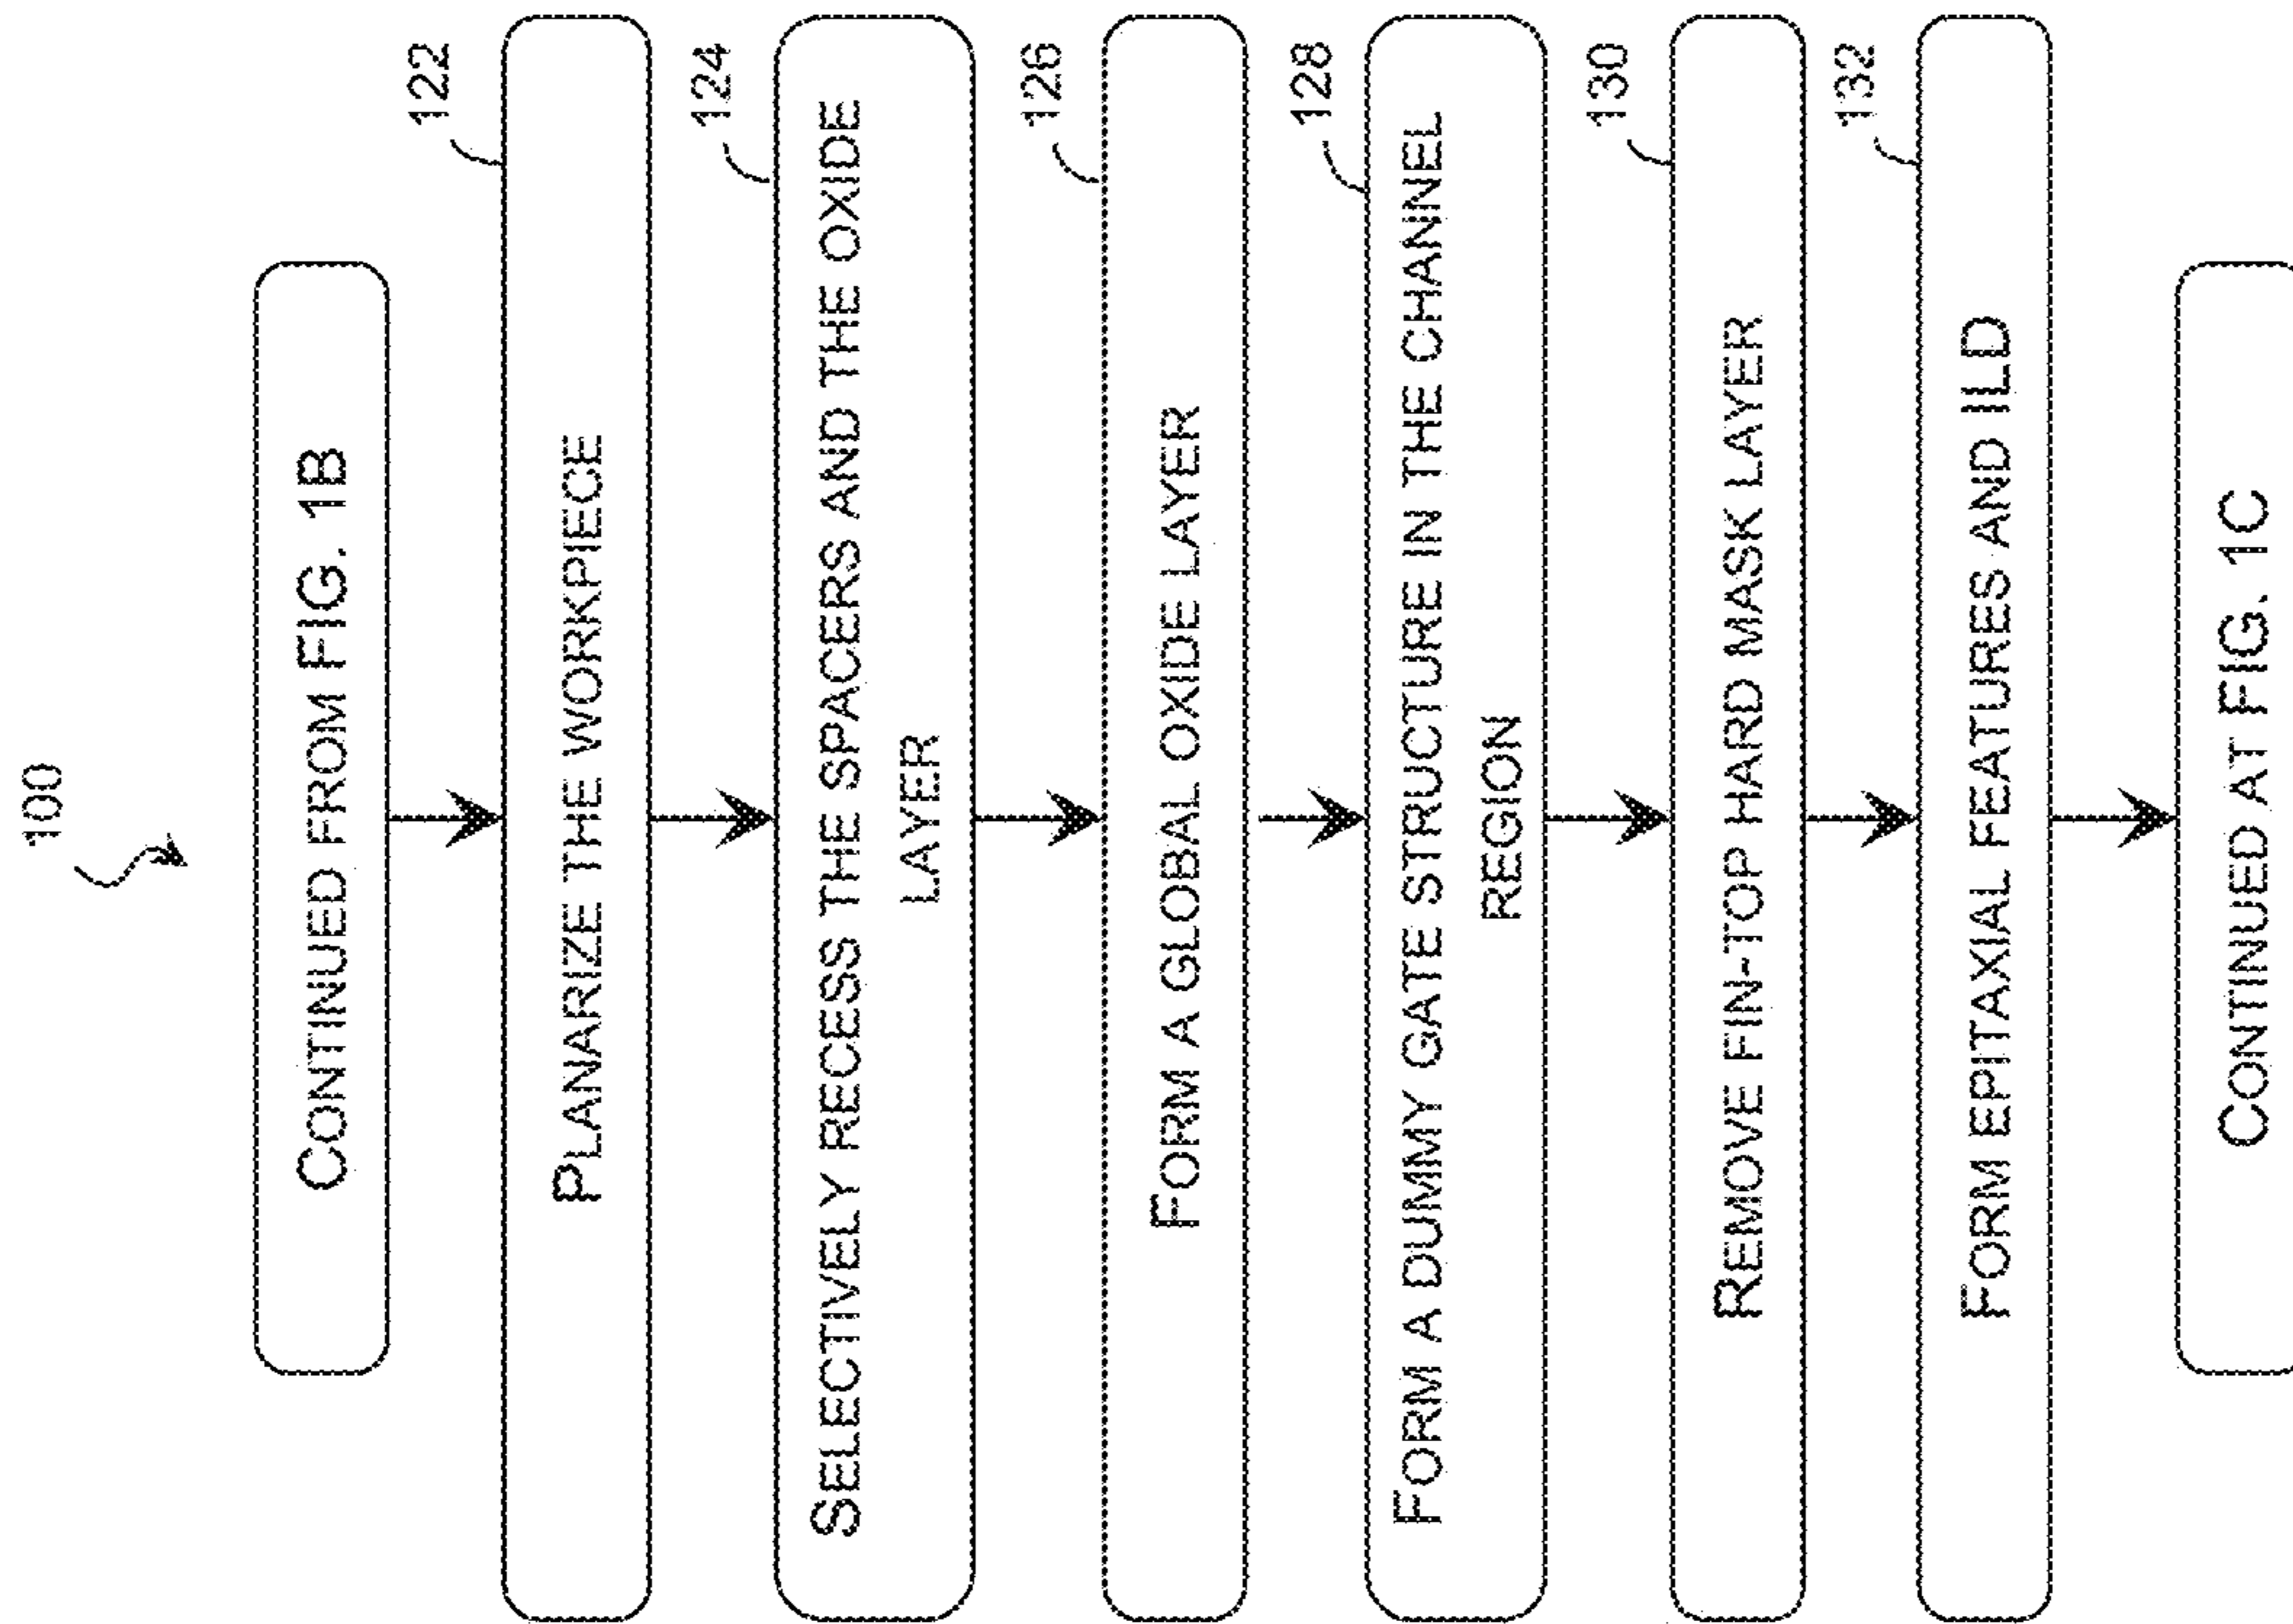 100
CONTINUED FROM FIG. 1B
122
PLANARIZE THE WORKPIECE
124
SELECTIVELY RECESS THE SPACERS AND THE OXIDE
LAYER
126
FORM A GLOBAL OXIDE LAYER
128
FORM A DUMMY GATE STRUCTURE IN THE CHANNEL
REGION
130
REMOVE FIN-TOP HARD MASK LAYER
132
FORM EPITAXIAL FEATURES AND ILD
CONTINUED AT FIG. 1C